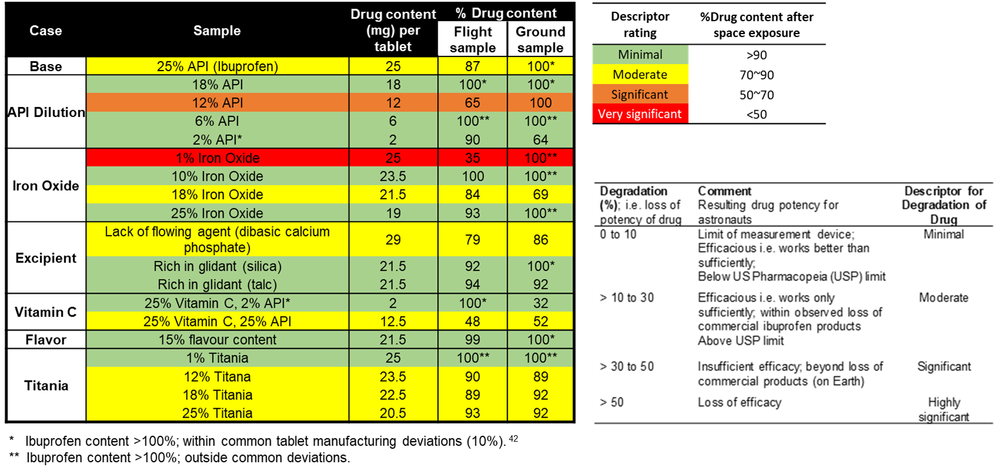 Case Sample Drug content (mg) per tablet % Drug content
Flight sample Ground sample
Base 25% API (Ibuprofen) 25 87 100*
API Dilution 18% API 18 100* 100*
12% API 12 65 100
6% API 6 100** 100**
2% API* 2 90 64
Iron Oxide 1% Iron Oxide 25 35 100**
10% Iron Oxide 23.5 100 100**
18% Iron Oxide 21.5 84 69
25% Iron Oxide 19 93 100**
Excipient Lack of flowing agent (dibasic calcium phosphate) 29 79 86
Rich in glidant (silica) 21.5 92 100*
Rich in glidant (talc) 21.5 94 92
Vitamin C 25% Vitamin C, 2% API* 2 100* 32
25% Vitamin C, 25% API 12.5 48 52
Flavor 15% flavour content 21.5 99 100*
Titania 1% Titania 25 100** 100**
12% Titana 23.5 90 89
18% Titania 22.5 89 92
25% Titania 20.5 93 92
* Ibuprofen content >100%; within common tablet manufacturing deviations (10%). 42
** Ibuprofen content >100%; outside common deviations.
Descriptor rating %Drug content after space exposure
Minimal >90
Moderate 70~90
Significant 50~70
Very significant <50
Degradation (%); i.e. loss of potency of drug Comment Resulting drug potency for astronauts Descriptor for Degradation of Drug
0 to 10 Limit of measurement device; Minimal
Efficacious i.e. works better than
sufficiently;
Below US Pharmacopeia (USP) limit
> 10 to 30 Efficacious i.e. works only Moderate
sufficiently; within observed loss of
commercial ibuprofen products
Above USP limit
> 30 to 50 Insufficient efficacy; beyond loss of Significant
commercial products (on Earth)
> 50 Loss of efficacy Highly significant